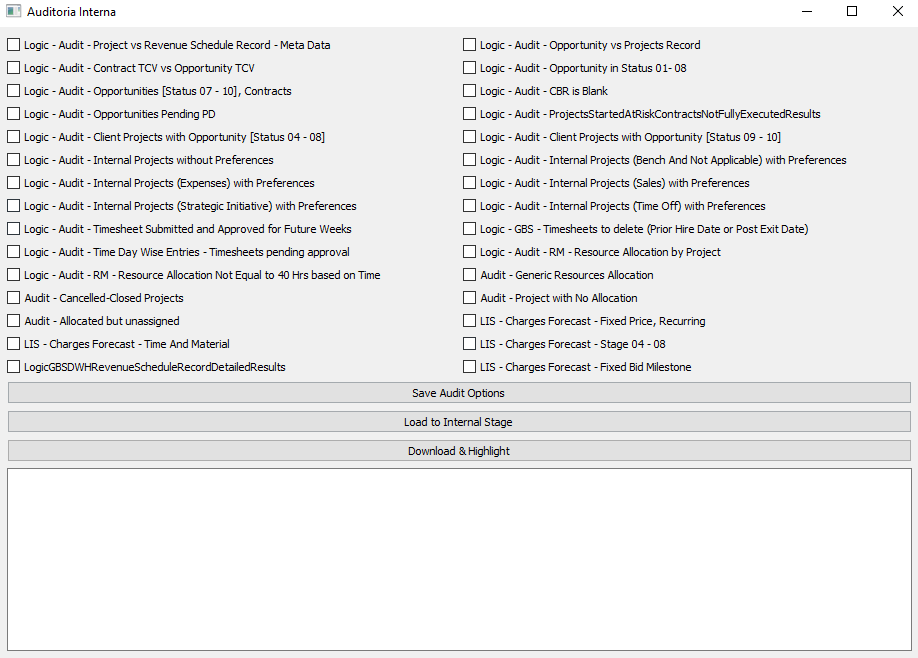 Auditoria Interna
Logic - Audit - Project vs Revenue Schedule Record - Meta Data
Logic - Audit - Opportunity vs Projects Record
Logic - Audit - Contract TCV vs Opportunity TCV
Logic - Audit - Opportunity in Status 01- 08
Logic - Audit - Opportunities [Status 07 - 10], Contracts
Logic - Audit - CBR is Blank
Logic - Audit - Opportunities Pending PD
Logic - Audit - ProjectsStartedAtRiskContractsNotFullyExecutedResults
Logic - Audit - Client Projects with Opportunity [Status 04 - 08]
Logic - Audit - Client Projects with Opportunity [Status 09 - 10]
Logic - Audit - Internal Projects without Preferences
Logic - Audit - Internal Projects (Bench And Not Applicable) with Preferences
Logic - Audit - Internal Projects (Expenses) with Preferences
Logic - Audit - Internal Projects (Sales) with Preferences
Logic - Audit - Internal Projects (Strategic Initiative) with Preferences
Logic - Audit - Internal Projects (Time Off) with Preferences
Logic - Audit - Timesheet Submitted and Approved for Future Weeks
Logic - GBS - Timesheets to delete (Prior Hire Date or Post Exit Date)
Logic - Audit - Time Day Wise Entries - Timesheets pending approval
Logic - Audit - RM - Resource Allocation by Project
Logic - Audit - RM - Resource Allocation Not Equal to 40 Hrs based on Time
Audit - Generic Resources Allocation
Audit - Cancelled-Closed Projects
Audit - Project with No Allocation
Audit - Allocated but unassigned
LIS - Charges Forecast - Fixed Price, Recurring
LIS - Charges Forecast - Time And Material
LIS - Charges Forecast - Stage 04 - 08
LogicGBSDWHRevenueScheduleRecordDetailedResults
LIS - Charges Forecast - Fixed Bid Milestone
Save Audit Options
Load to Internal Stage
Download & Highlight